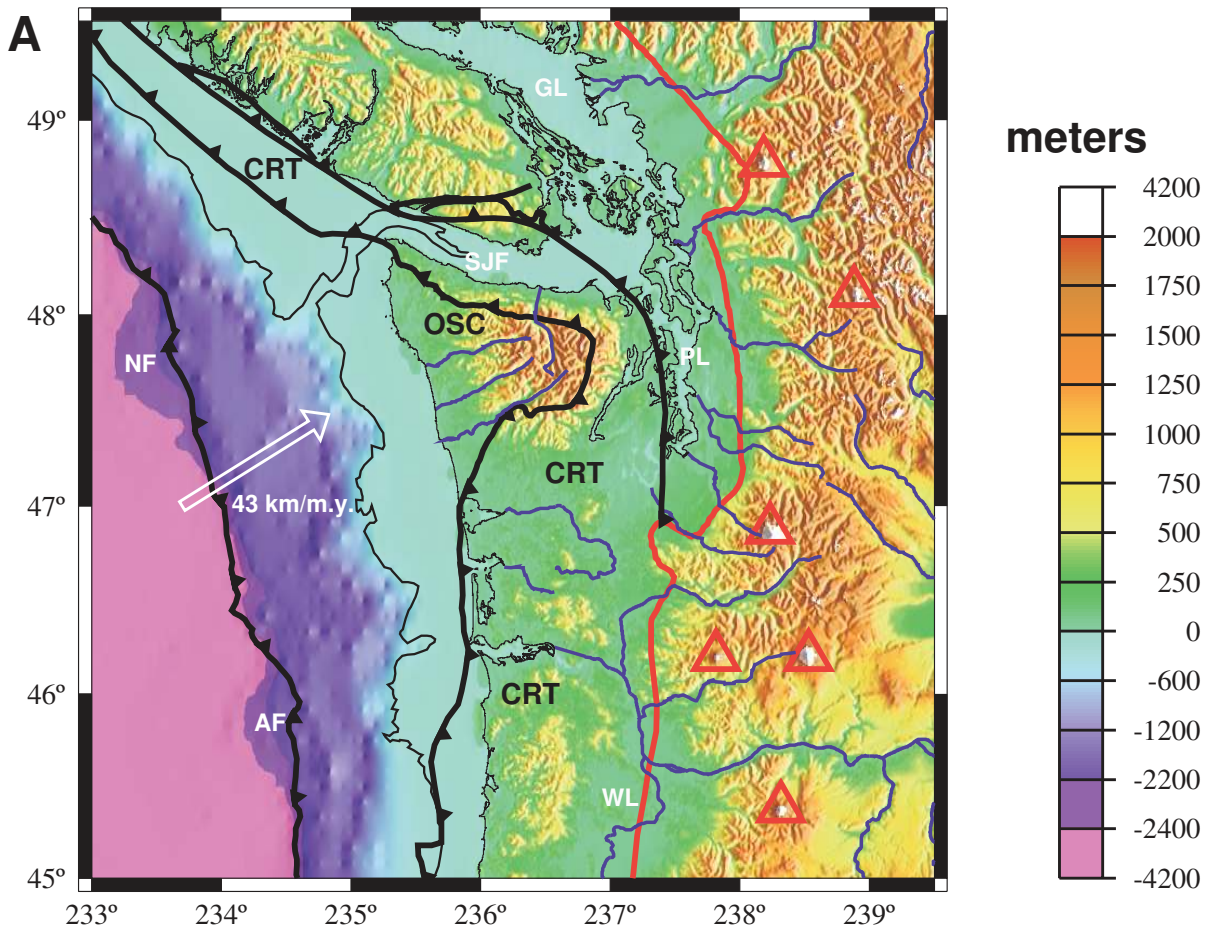 A
GL
49º
CRT
SJF
48º
OSC
NF
PL
CRT
47º
43 km/m.y.
46º
CRT
AF
WL
45º
233º
234º
235º
236º
237º
238º
239º
meters
4200
2000
1750
1500
1250
1000
750
500
250
0
-600
-1200
-2200
-2400
-4200